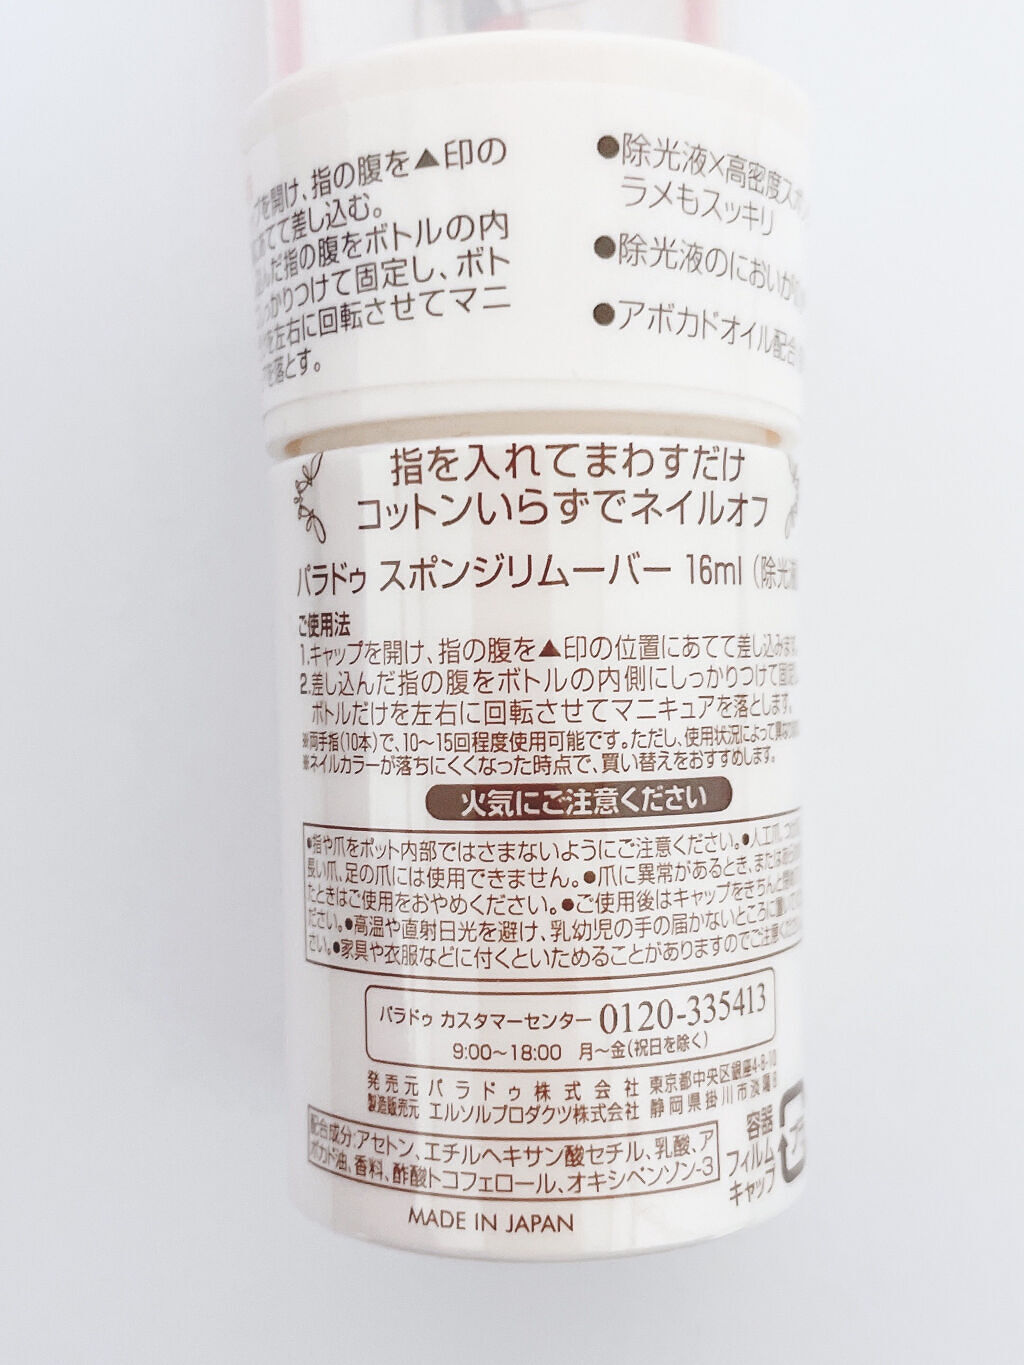 を開け、指の腹を▲印の
あてて差し込む。
んだ指の腹をボトルの内
っかりつけて固定し、ボト
を左右に回転させてマニ
を落とす。
●除光液×高密度スポン
ラメもスッキリ
●除光液のにおいが
●アボカドオイル配合
指を入れてまわすだけ
コットンいらずでネイルオフ
パラドゥ スポンジリムーバー 16ml (除光液
ご使用法
1.キャップを開け、指の腹を▲印の位置にあてて差し込みます。
2.差し込んだ指の腹をボトルの内側にしっかりつけて固定し、
ボトルだけを左右に回転させてマニキュアを落とします。
※両手指(10本)で、10～15回程度使用可能です。ただし、使用状況によって異なり
※ネイルカラーが落ちにくくなった時点で、買い替えをおすすめします。
火気にご注意ください
●指や爪をポット内部ではさまないようにご注意ください。●人工爪、
長い爪、足の爪には使用できません。●爪に異常があるとき、または
たときはご使用をおやめください。●ご使用後はキャップをきちんと閉め
ださい。●高温や直射日光を避け、乳幼児の手の届かないところに置いて
さい。●家具や衣服などに付くといためることがありますのでご注意くだ
パラドゥ カスタマーセンター 0120-335413
9:00～18:00 月～金(祝日を除く)
発売元 パラドゥ株式会社 東京都中央区銀座4-8-10
製造販売元 エルソルプロダクツ株式会社 静岡県掛川市淡陽8
配合成分:アセトン、エチルヘキサン酸セチル、乳酸、ア
ボカド油、香料、酢酸トコフェロール、オキシベンゾン-3
容器
フィルム
キャップ
プラ
MADE IN JAPAN